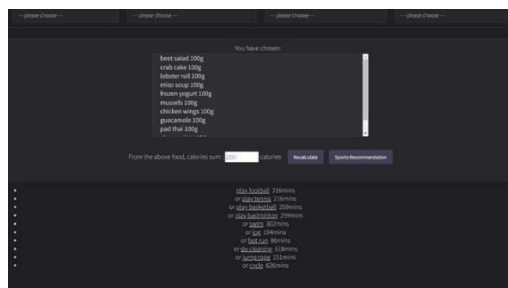 --- please choose ---
--- please choose ---
--- please choose ---
--- please choose ---
You have chosen:
beet salad 100g
crab cake 100g
lobster roll 100g
miso soup 100g
frozen yogurt 100g
mussels 100g
chicken wings 100g
guacamole 100g
pad thai 100g
From the above food, calories sum : calories Recalculate Sports Recommendation
play football 216mins
or play tennis 216mins
or play basketball 259mins
or play badminton 259mins
or swim 302mins
or jog 194mins
or fast run 86mins
or do cleaning 518mins
or jump rope 151mins
or cycle 626mins